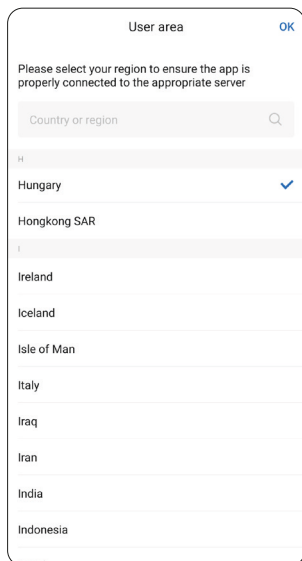 User area OK
Please select your region to ensure the app is
properly connected to the appropriate server
Country or region
H
Hungary
Hongkong SAR
I
Ireland
Iceland
Isle of Man
Italy
Iraq
Iran
India
Indonesia